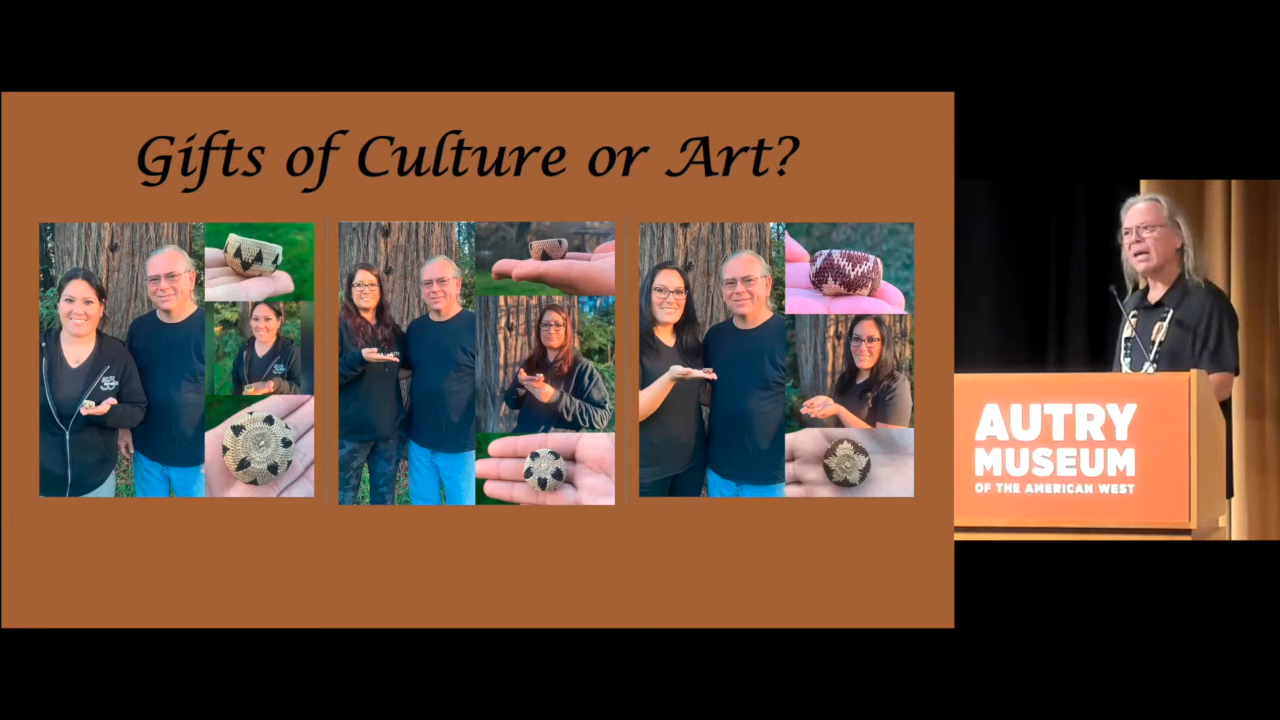 Gifts of Culture or Art?
AUTRY
MUSEUM
OF THE AMERICAN WEST